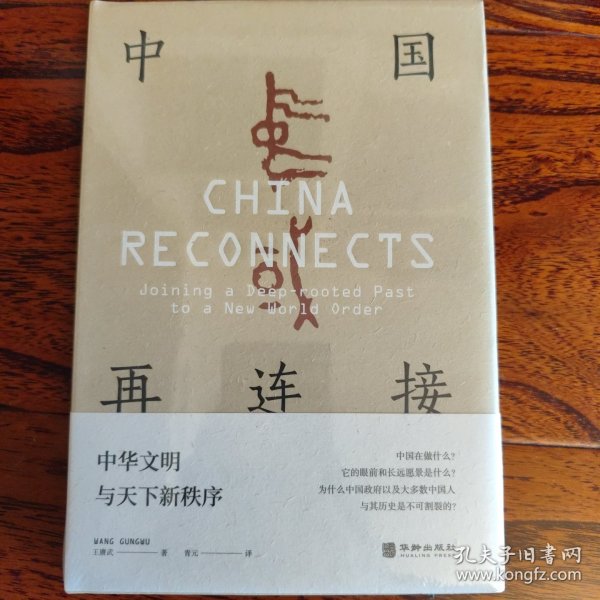 中 国
CHINA
RECONNECTS
Joining a Deep-rooted Past
to a New World Order
再 连 接
中华文明
与天下新秩序
WANG GUNGWU
王赓武 著 青元 译
中国在做什么?
它的眼前和长远愿景是什么?
为什么中国政府以及大多数中国人
与其历史是不可割裂的?
华龄出版社
HUALING PRESS
孔夫子旧书网
www.kongfz.com